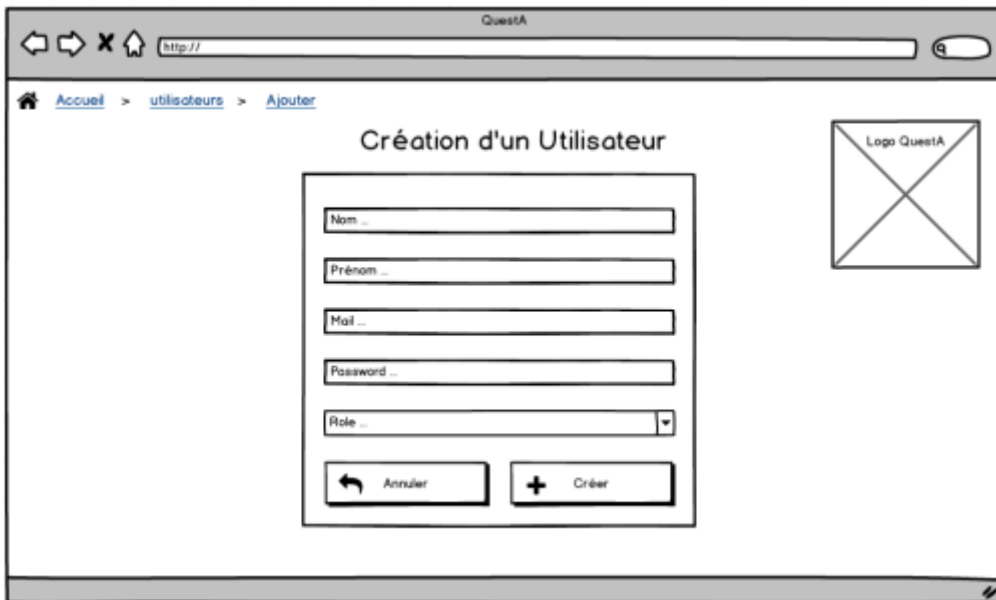 QuestA
http://
Accueil > utilisateurs > Ajouter
Création d'un Utilisateur
Logo QuestA
Nom ...
Prénom ...
Mail ...
Password ...
Role ...
Annuler
Créer